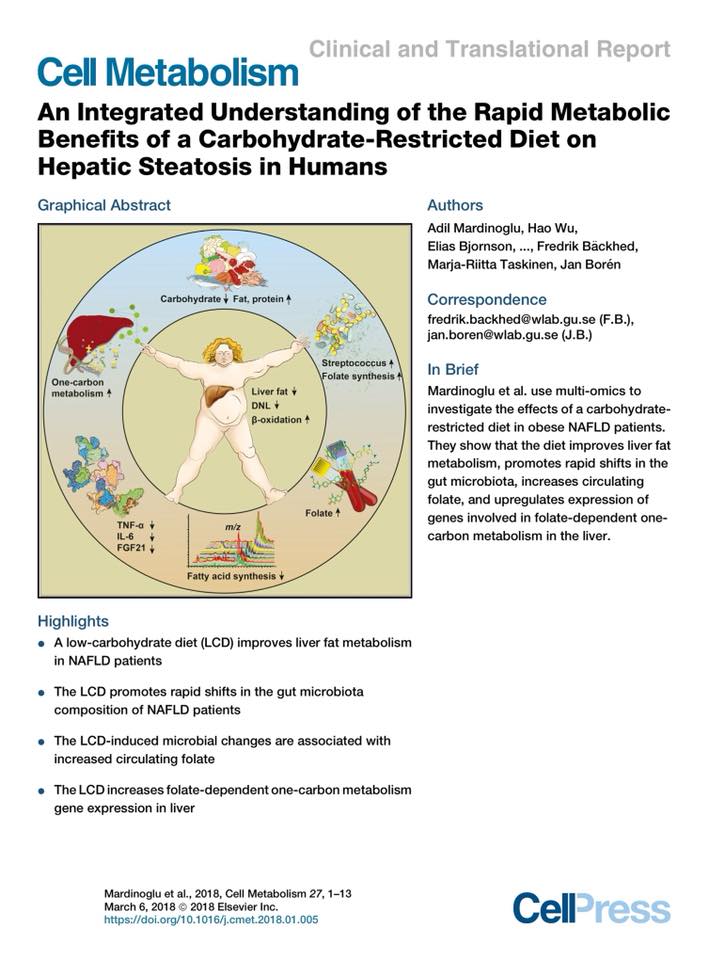 Clinical and Translational Report
Cell Metabolism
An Integrated Understanding of the Rapid Metabolic
Benefits of a Carbohydrate-Restricted Diet on
Hepatic Steatosis in Humans
Graphical Abstract
Carbohydrate ↓ Fat, protein ↑
One-carbon
metabolism ↑
Streptococcus ↑
Folate synthesis ↑
Liver fat ↓
DNL ↓
β-oxidation ↑
TNF-α ↓
IL-6 ↓
FGF21 ↓
m/z
Fatty acid synthesis ↓
Folate ↑
Highlights
• A low-carbohydrate diet (LCD) improves liver fat metabolism
in NAFLD patients
• The LCD promotes rapid shifts in the gut microbiota
composition of NAFLD patients
• The LCD-induced microbial changes are associated with
increased circulating folate
• The LCD increases folate-dependent one-carbon metabolism
gene expression in liver
Authors
Adil Mardinoglu, Hao Wu,
Elias Bjornson, ..., Fredrik Bäckhed,
Marja-Riitta Taskinen, Jan Borén
Correspondence
fredrik.backhed@wlab.gu.se (F.B.),
jan.boren@wlab.gu.se (J.B.)
In Brief
Mardinoglu et al. use multi-omics to
investigate the effects of a carbohydrate-
restricted diet in obese NAFLD patients.
They show that the diet improves liver fat
metabolism, promotes rapid shifts in the
gut microbiota, increases circulating
folate, and upregulates expression of
genes involved in folate-dependent one-
carbon metabolism in the liver.
Mardinoglu et al., 2018, Cell Metabolism 27, 1–13
March 6, 2018 © 2018 Elsevier Inc.
https://doi.org/10.1016/j.cmet.2018.01.005
CellPress